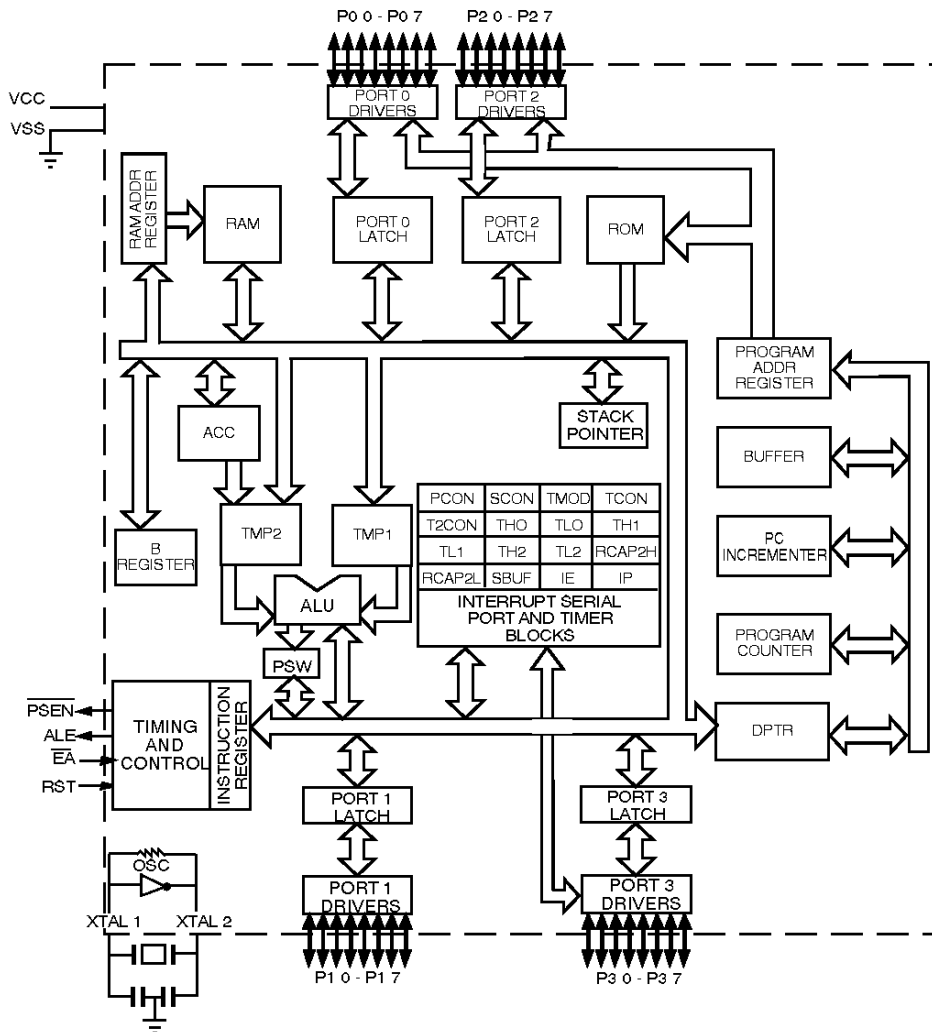 P0 0 - P0 7
P2 0 - P2 7
VCC
VSS
PORT 0
DRIVERS
PORT 2
DRIVERS
RAM ADDR
REGISTER
RAM
PORT 0
LATCH
PORT 2
LATCH
ROM
PROGRAM
ADDR
REGISTER
STACK
POINTER
ACC
BUFFER
B
REGISTER
TMP2
TMP1
PCON SCON TMOD TCON
T2CON THO TLO TH1
TL1 TH2 TL2 RCAP2H
RCAP2L SBUF IE IP
INTERRUPT SERIAL
PORT AND TIMER
BLOCKS
PC
INCREMENTER
ALU
PSW
PROGRAM
COUNTER
PSEN
ALE
EA
RST
TIMING
AND
CONTROL
INSTRUCTION
REGISTER
DPTR
PORT 1
LATCH
PORT 3
LATCH
OSC
XTAL 1
XTAL 2
PORT 1
DRIVERS
PORT 3
DRIVERS
P1 0 - P1 7
P3 0 - P3 7